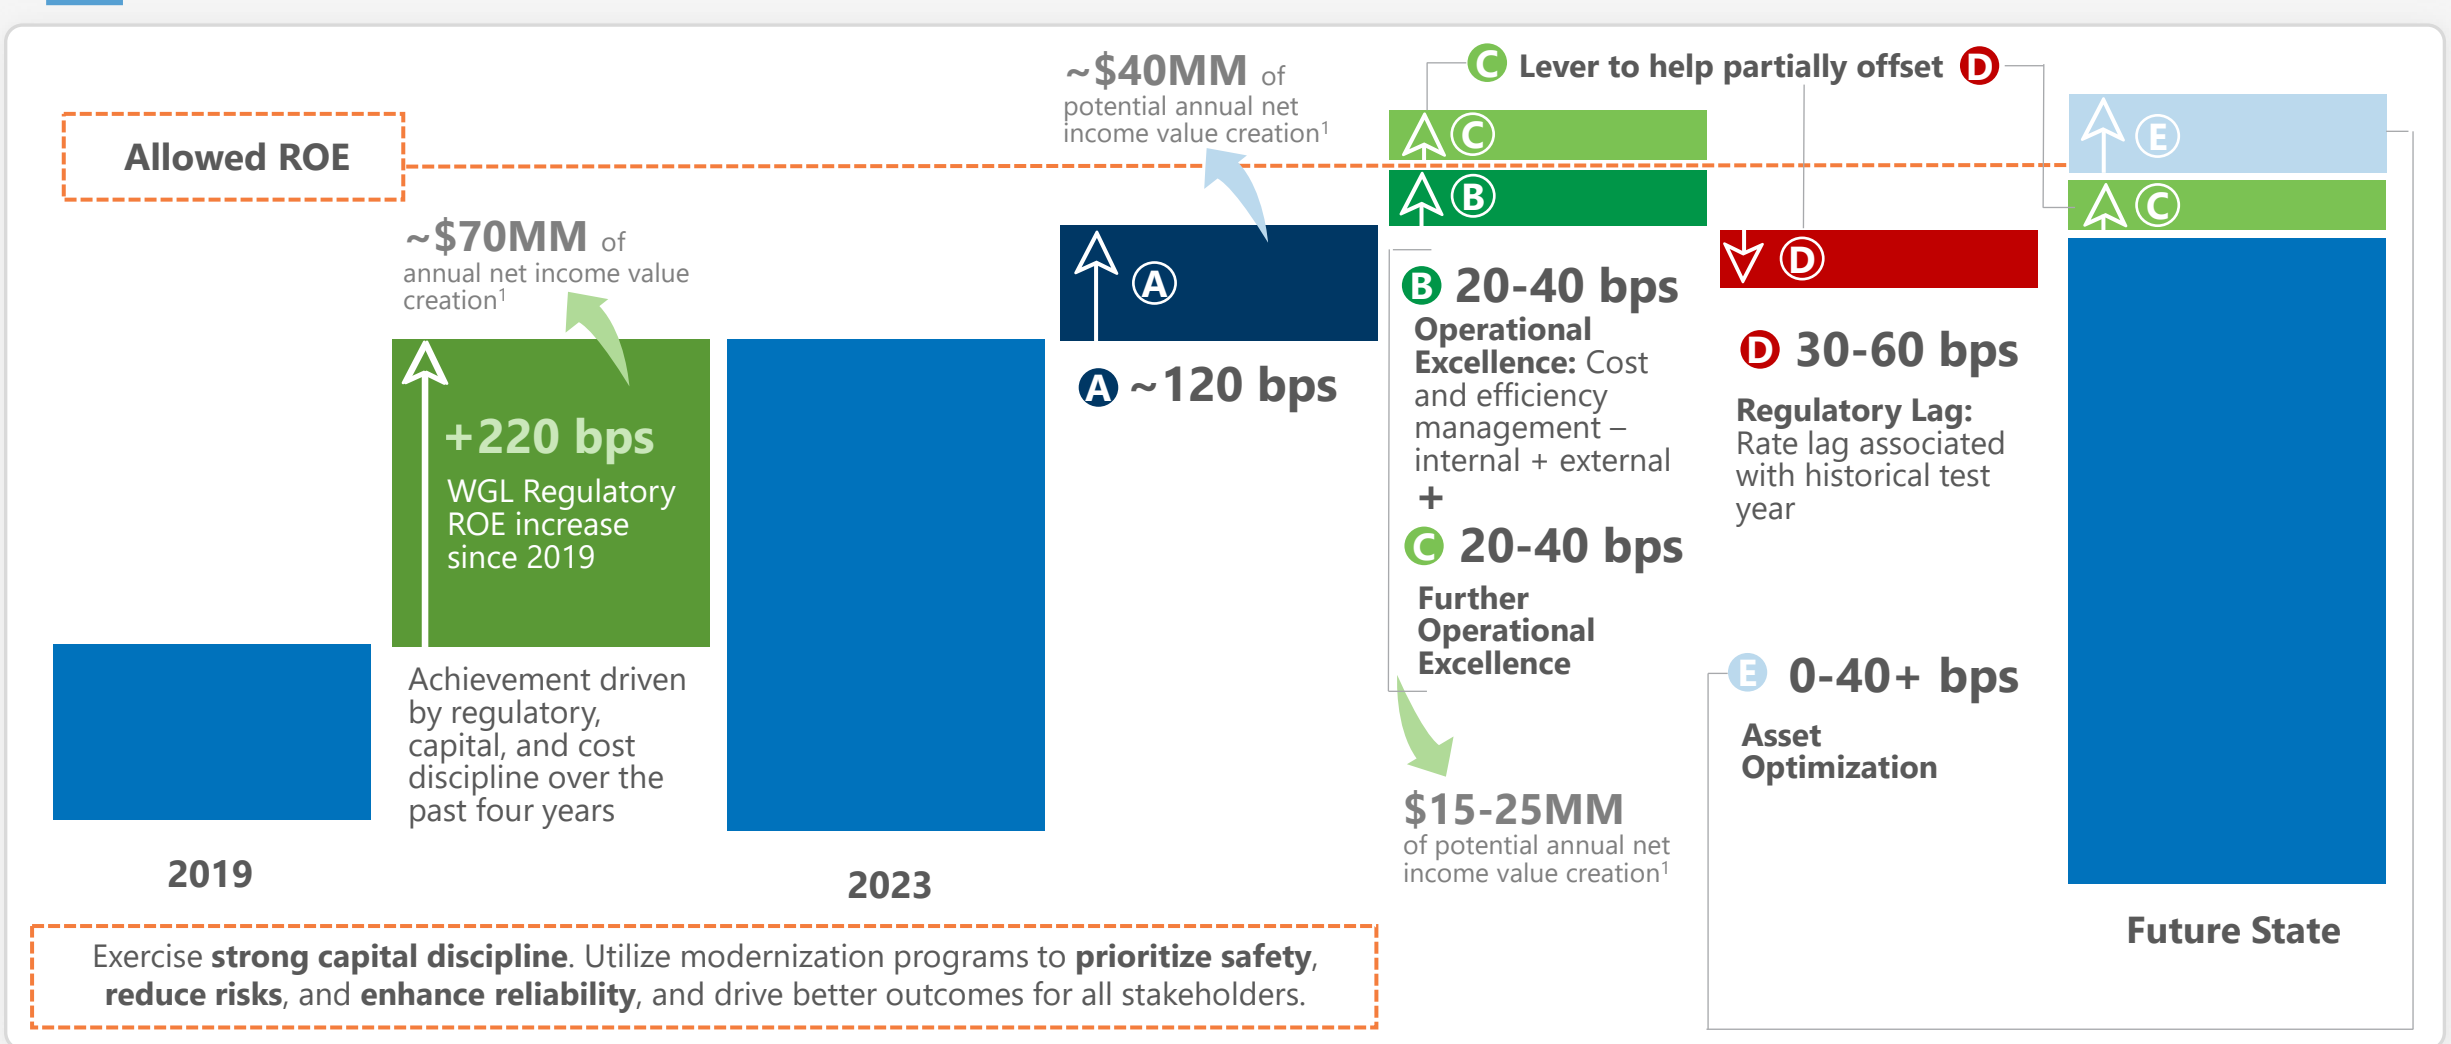 Allowed ROE
~$70MM of
annual net income value
creation¹
+220 bps
WGL Regulatory
ROE increase
since 2019
Achievement driven
by regulatory,
capital, and cost
discipline over the
past four years
2019
2023
~$40MM of
potential annual net
income value creation¹
A
A ~120 bps
C Lever to help partially offset D
C
B
B 20-40 bps
Operational
Excellence: Cost
and efficiency
management –
internal + external
+
C 20-40 bps
Further
Operational
Excellence
$15-25MM
of potential annual net
income value creation¹
D
D 30-60 bps
Regulatory Lag:
Rate lag associated
with historical test
year
E 0-40+ bps
Asset
Optimization
E
C
Future State
Exercise strong capital discipline. Utilize modernization programs to prioritize safety,
reduce risks, and enhance reliability, and drive better outcomes for all stakeholders.